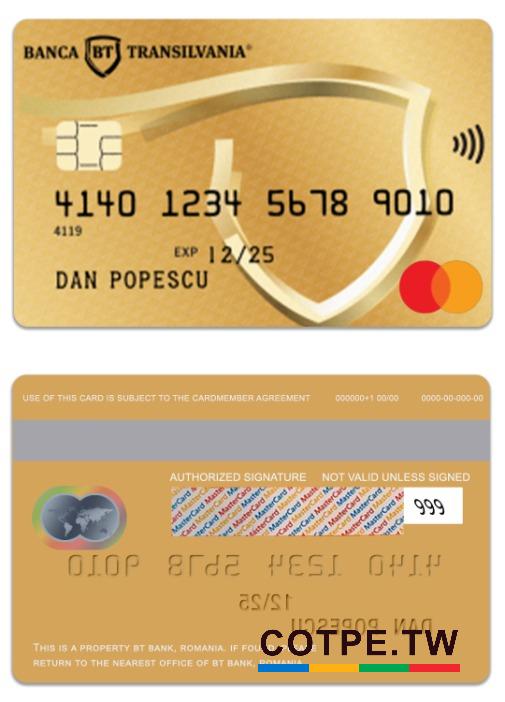 BANCA BT TRANSILVANIA®
4140 1234 5678 9010
4119
EXP 12/25
DAN POPESCU
USE OF THIS CARD IS SUBJECT TO THE CARDMEMBER AGREEMENT 000000+1 00/00 0000-00-000-00
AUTHORIZED SIGNATURE NOT VALID UNLESS SIGNED
MasterCard MasterCard MasterCard
999
4140 1234 5678 9010
12/25
DAN POPESCU
THIS IS A PROPERTY BT BANK, ROMANIA. IF FOUND PLEASE
RETURN TO THE NEAREST OFFICE OF BT BANK, ROMANIA.
COTPE.TW